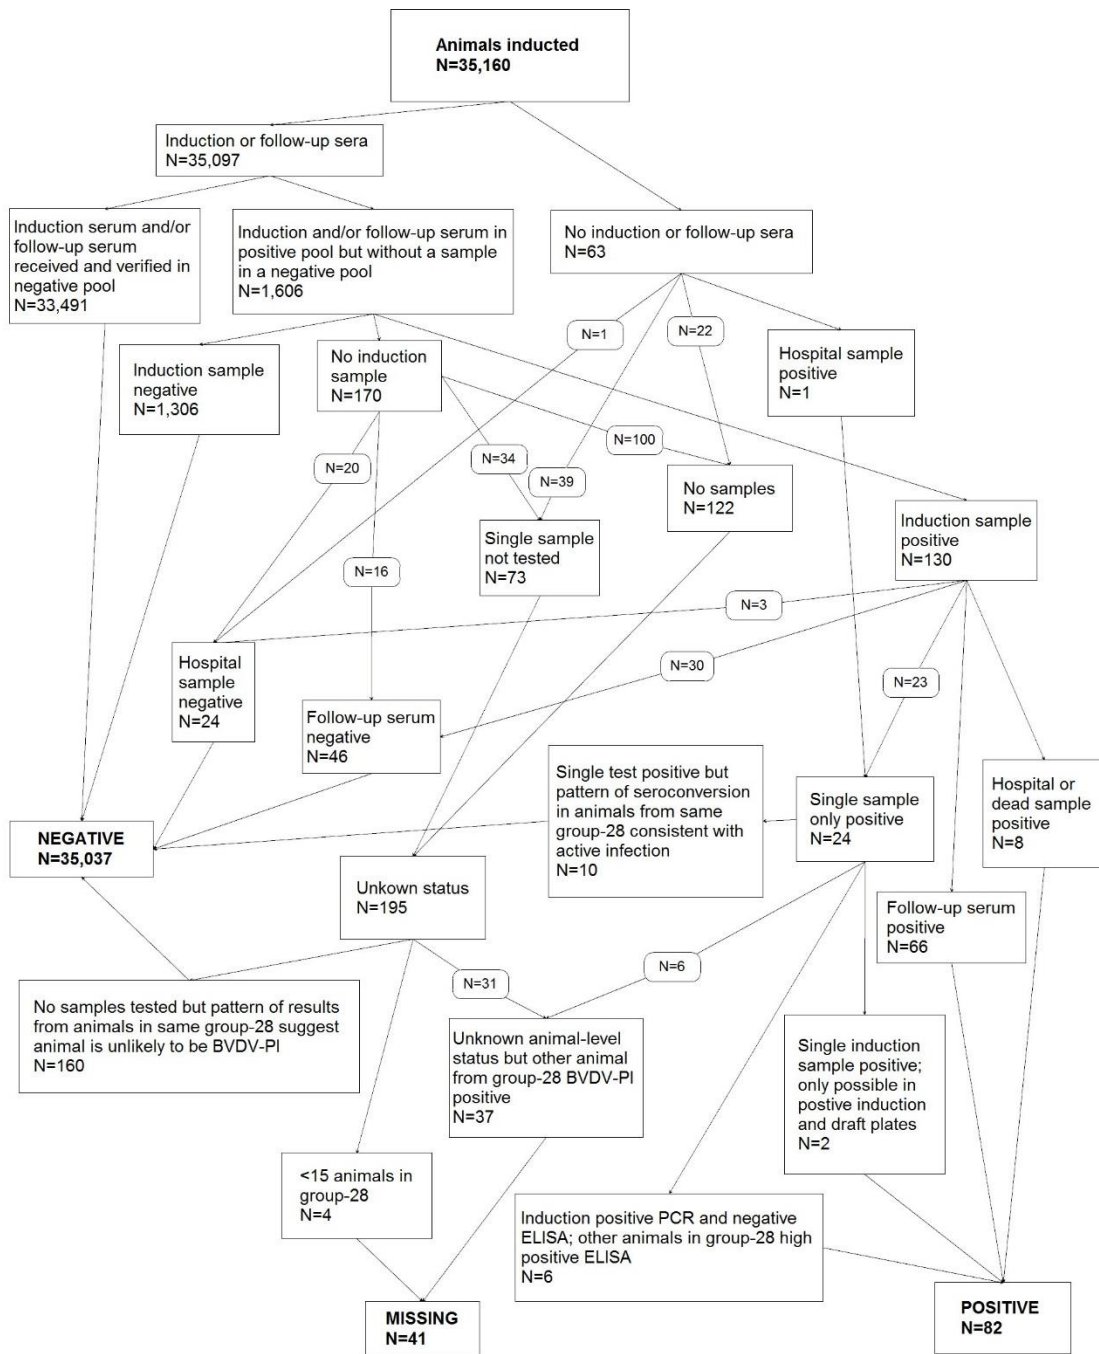 Animals inducted
N=35,160
Induction or follow-up sera
N=35,097
Induction serum and/or
follow-up serum
received and verified in
negative pool
N=33,491
Induction and/or follow-up serum in
positive pool but without a sample
in a negative pool
N=1,606
No induction or follow-up sera
N=63
N=1
N=22
Hospital sample
positive
N=1
Induction sample
negative
N=1,306
No induction
sample
N=170
N=100
N=20
N=34
N=39
No samples
N=122
Induction sample
positive
N=130
Single sample
not tested
N=73
N=16
N=3
Hospital
sample
negative
N=24
N=30
N=23
Follow-up serum
negative
N=46
Single test positive but
pattern of seroconversion
in animals from same
group-28 consistent with
active infection
N=10
Single sample
only positive
N=24
Hospital or
dead sample
positive
N=8
NEGATIVE
N=35,037
Unkown status
N=195
Follow-up serum
positive
N=66
N=6
N=31
No samples tested but pattern of results
from animals in same group-28 suggest
animal is unlikely to be BVDV-PI
N=160
Unknown animal-level
status but other animal
from group-28 BVDV-PI
positive
N=37
Single induction
sample positive;
only possible in
postive induction
and draft plates
N=2
<15 animals in
group-28
N=4
Induction positive PCR and negative
ELISA; other animals in group-28 high
positive ELISA
N=6
MISSING
N=41
POSITIVE
N=82